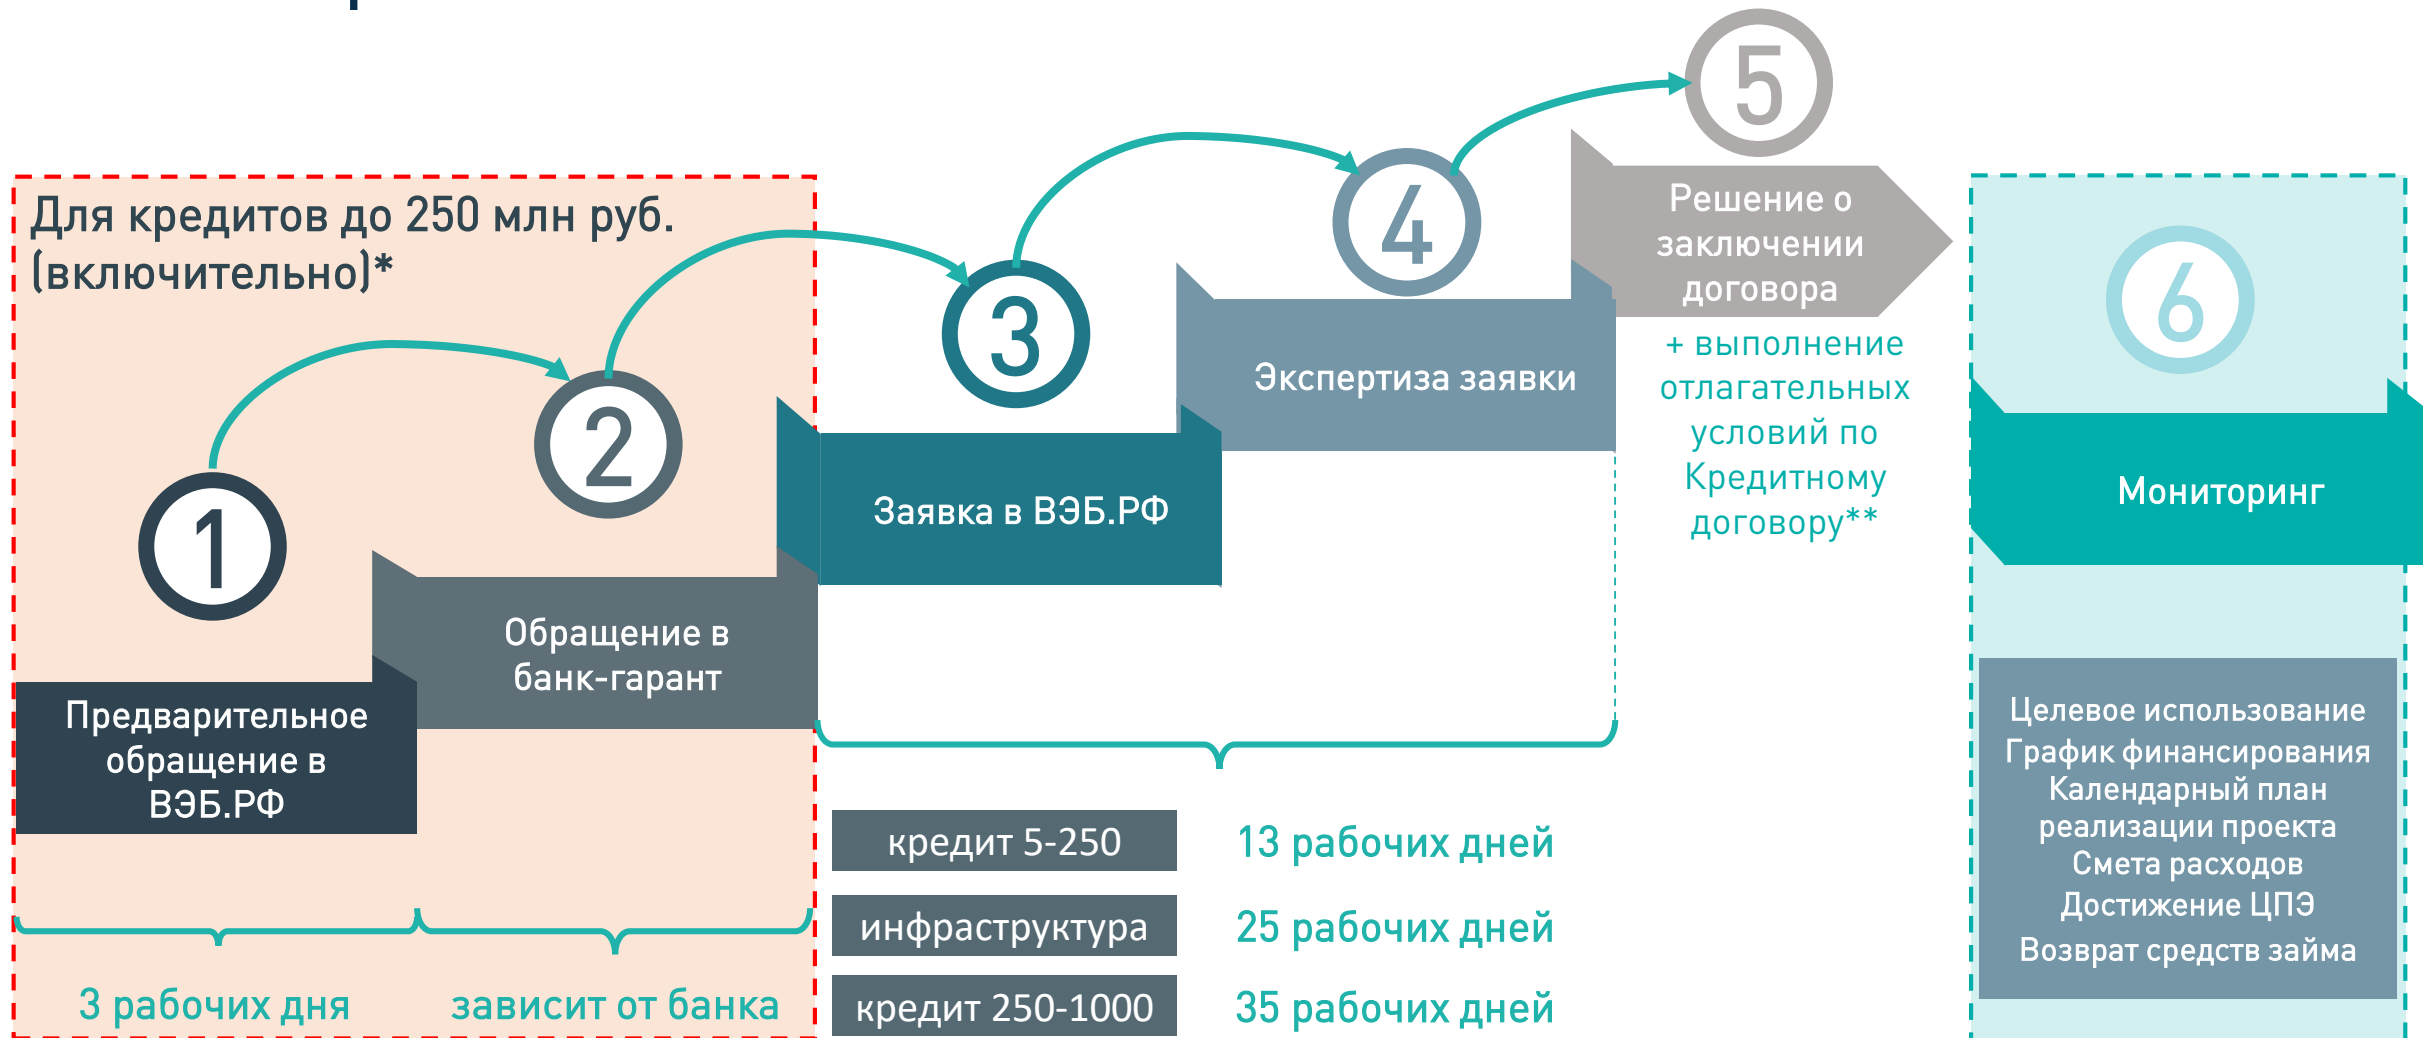 Для кредитов до 250 млн руб.
(включительно)*
1
Предварительное
обращение в
ВЭБ.РФ
3 рабочих дня
2
Обращение в
банк-гарант
зависит от банка
3
Заявка в ВЭБ.РФ
4
Экспертиза заявки
кредит 5-250
13 рабочих дней
инфраструктура
25 рабочих дней
кредит 250-1000
35 рабочих дней
5
Решение о
заключении
договора
+ выполнение
отлагательных
условий по
Кредитному
договору**
6
Мониторинг
Целевое использование
График финансирования
Календарный план
реализации проекта
Смета расходов
Достижение ЦПЭ
Возврат средств займа